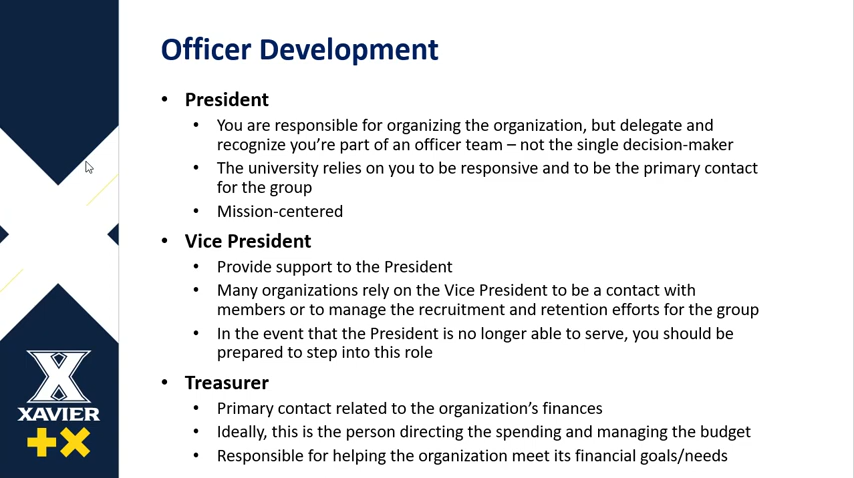 Officer Development
• President
• You are responsible for organizing the organization, but delegate and
recognize you're part of an officer team – not the single decision-maker
• The university relies on you to be responsive and to be the primary contact
for the group
• Mission-centered
• Vice President
• Provide support to the President
• Many organizations rely on the Vice President to be a contact with
members or to manage the recruitment and retention efforts for the group
• In the event that the President is no longer able to serve, you should be
prepared to step into this role
• Treasurer
• Primary contact related to the organization's finances
• Ideally, this is the person directing the spending and managing the budget
• Responsible for helping the organization meet its financial goals/needs
X
XAVIER